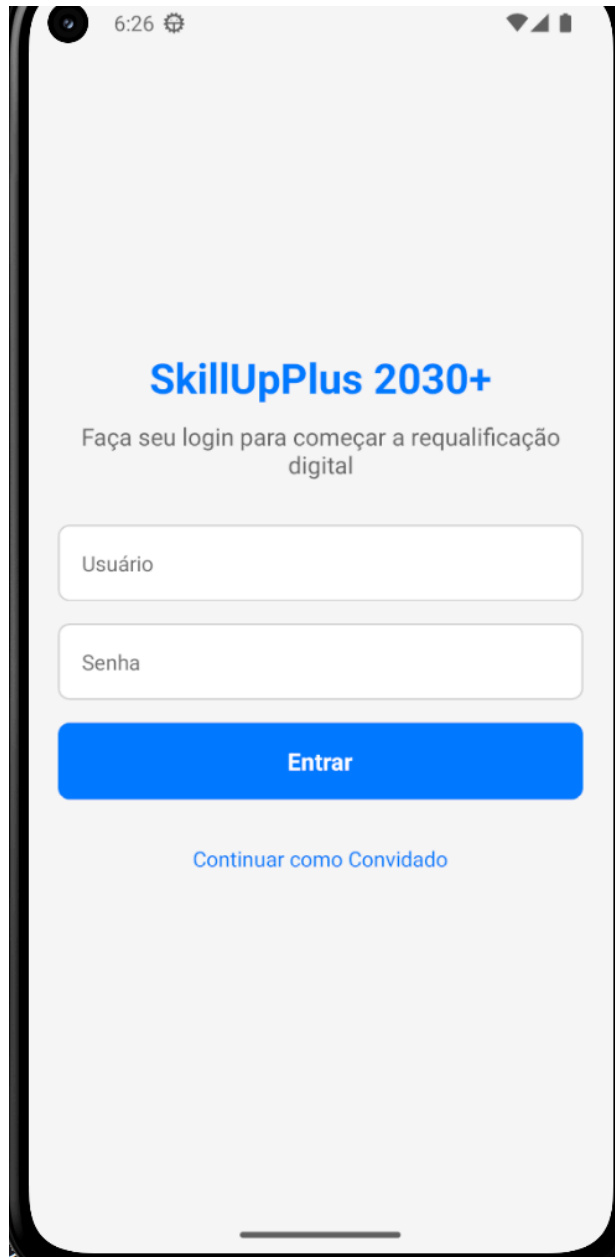 6:26
SkillUpPlus 2030+
Faça seu login para começar a requalificação
digital
Usuário
Senha
Entrar
Continuar como Convidado